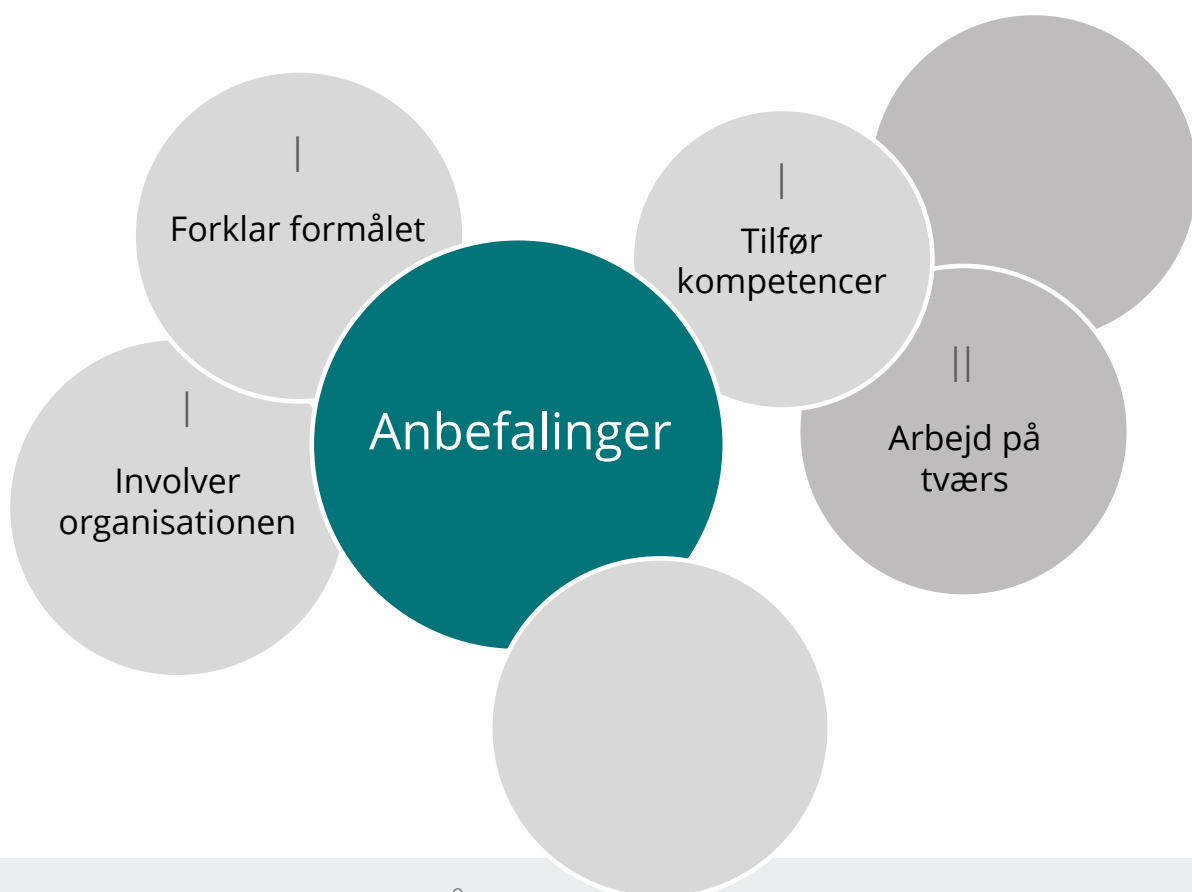 |
Forklar formålet
|
Tilfør
kompetencer
|
Involver
organisationen
Anbefalinger
||
Arbejd på
tværs